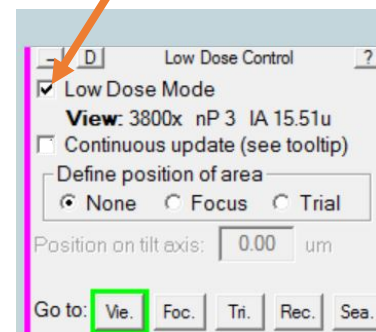 - D Low Dose Control ?
Low Dose Mode
View: 3800x nP 3 IA 15.51u
Continuous update (see tooltip)
Define position of area
None Focus Trial
Position on tilt axis: 0.00 um
Go to: Vie. Foc. Tri. Rec. Sea.